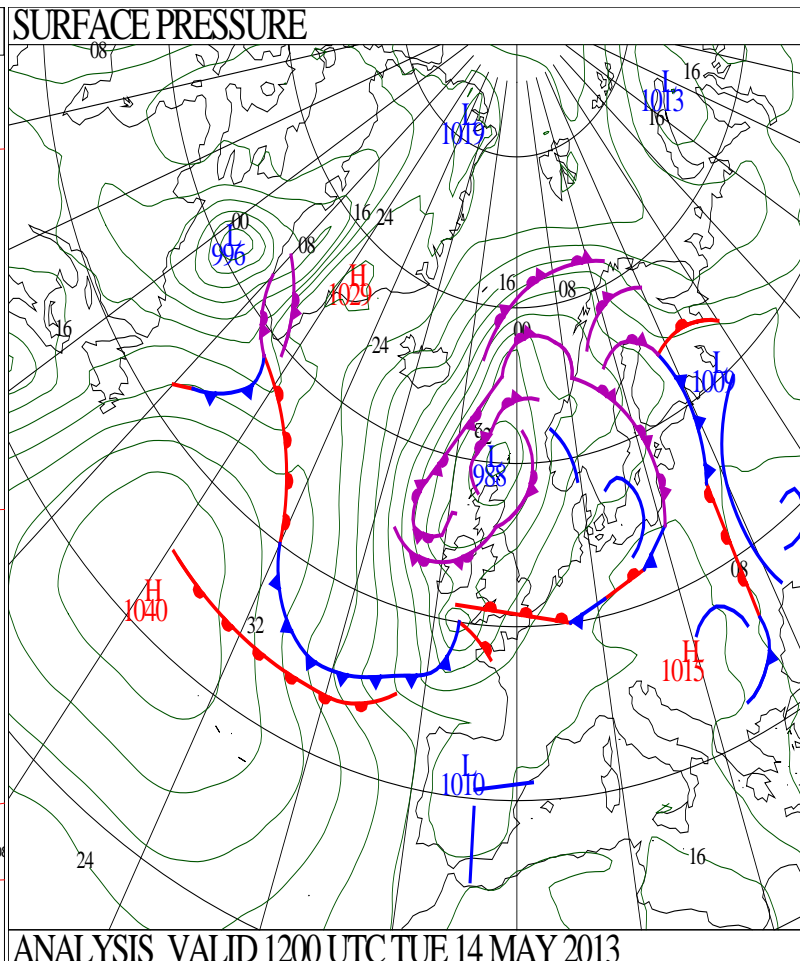 SURFACE PRESSURE
08
16
L
1013
16
L
1019
16
24
00
L
996
08
H
1029
16
08
16
24
00
L
1009
L
988
08
H
1040
32
H
1015
L
1010
24
16
ANALYSIS VALID 1200 UTC TUE 14 MAY 2013